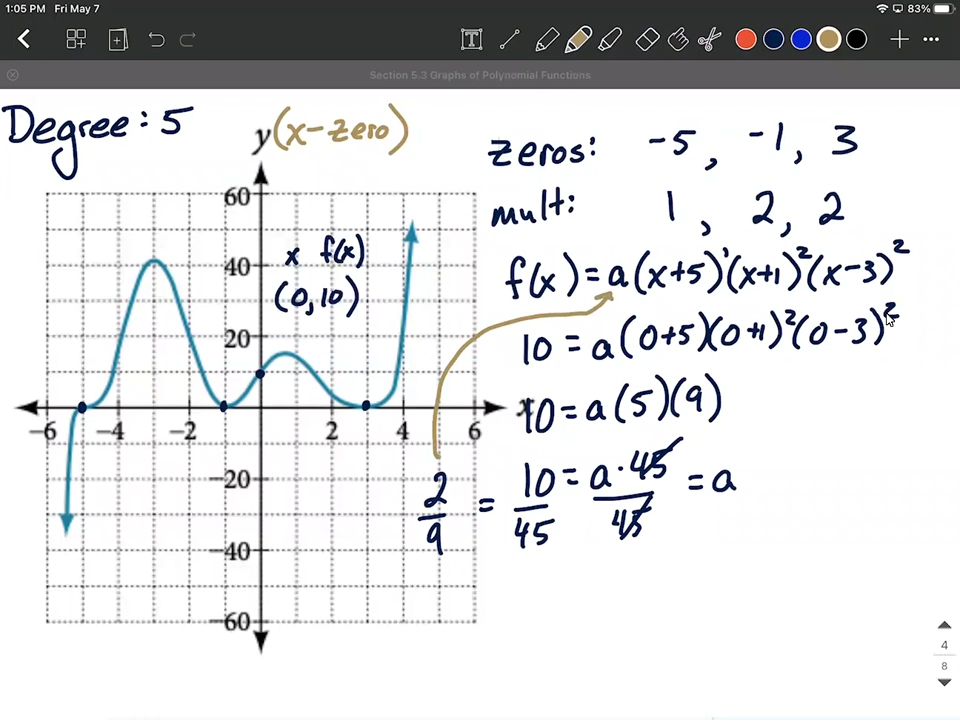 1:05 PM Fri May 7
83%
Section 5.3 Graphs of Polynomial Functions
Degree: 5
y (x-zero)
zeros: -5, -1, 3
mult: 1, 2, 2
60
40
20
-20
-40
-60
-6 -4 -2 2 4 6
x
x f(x)
(0,10)
f(x) = a(x+5)¹(x+1)²(x-3)²
10 = a(0+5)(0+1)²(0-3)²
10 = a(5)(9)
2/9 = 10/45 = a·45/45 = a
4
8